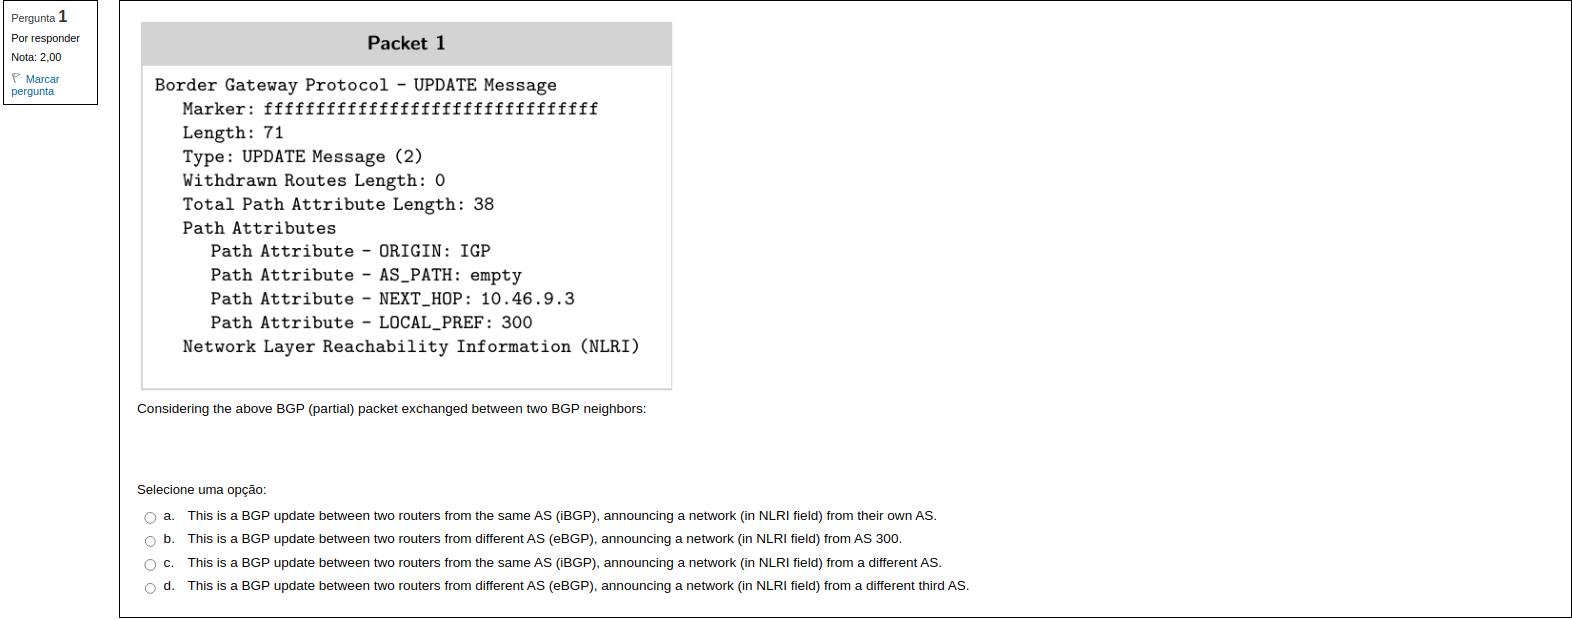 Pergunta 1
Por responder
Nota: 2,00
Marcar
pergunta
Packet 1
Border Gateway Protocol - UPDATE Message
Marker: ffffffffffffffffffffffffffffffff
Length: 71
Type: UPDATE Message (2)
Withdrawn Routes Length: 0
Total Path Attribute Length: 38
Path Attributes
Path Attribute - ORIGIN: IGP
Path Attribute - AS_PATH: empty
Path Attribute - NEXT_HOP: 10.46.9.3
Path Attribute - LOCAL_PREF: 300
Network Layer Reachability Information (NLRI)
Considering the above BGP (partial) packet exchanged between two BGP neighbors:
Selecione uma opção:
a. This is a BGP update between two routers from the same AS (iBGP), announcing a network (in NLRI field) from their own AS.
b. This is a BGP update between two routers from different AS (eBGP), announcing a network (in NLRI field) from AS 300.
c. This is a BGP update between two routers from the same AS (iBGP), announcing a network (in NLRI field) from a different AS.
d. This is a BGP update between two routers from different AS (eBGP), announcing a network (in NLRI field) from a different third AS.